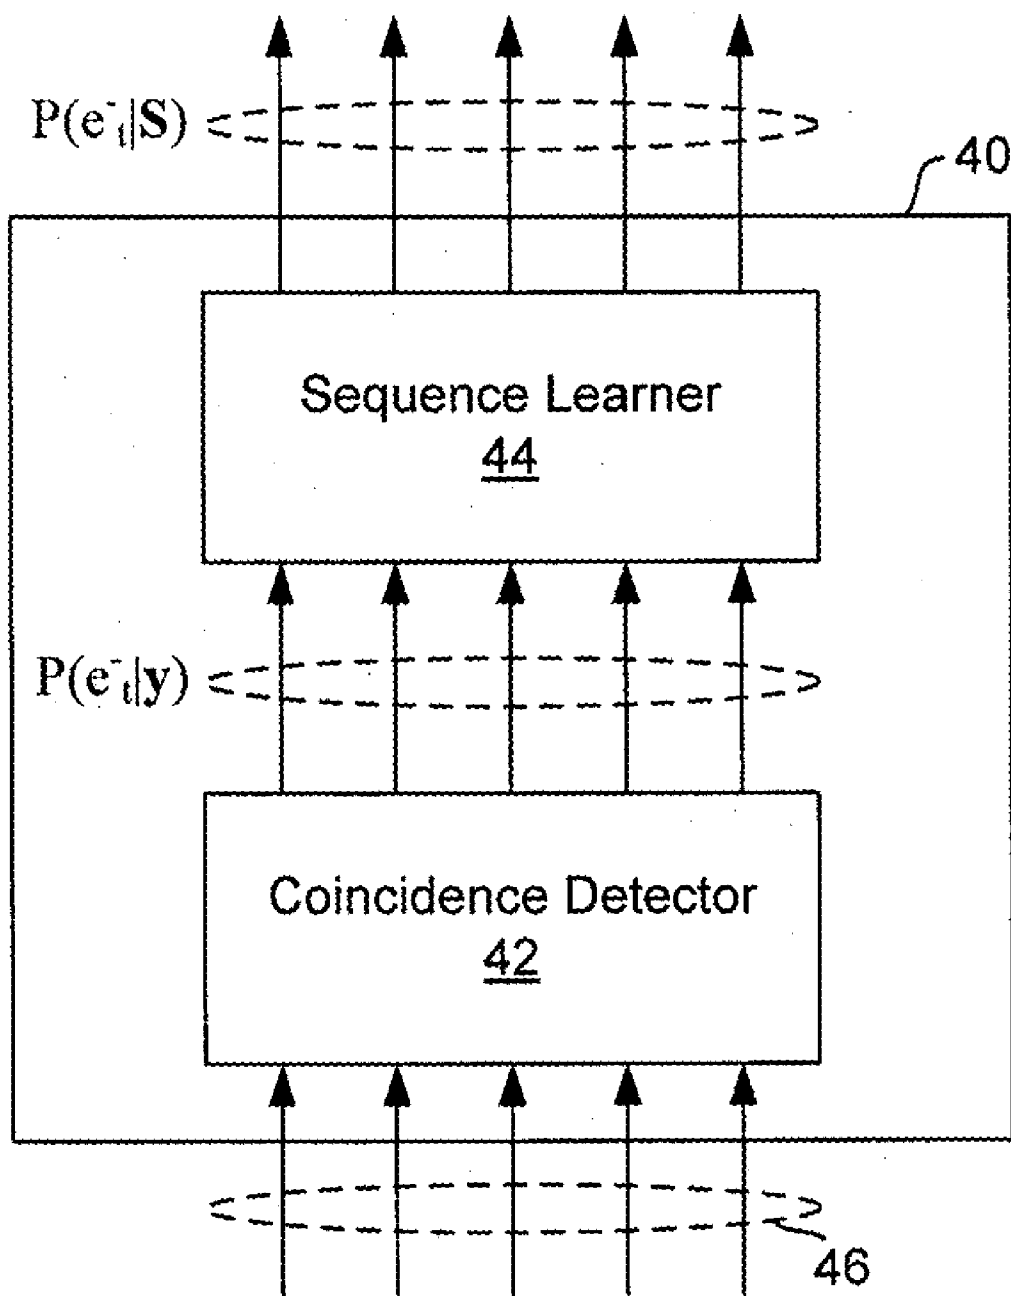 P(e⁻ₜ|S)
40
Sequence Learner
44
P(e⁻ₜ|y)
Coincidence Detector
42
46